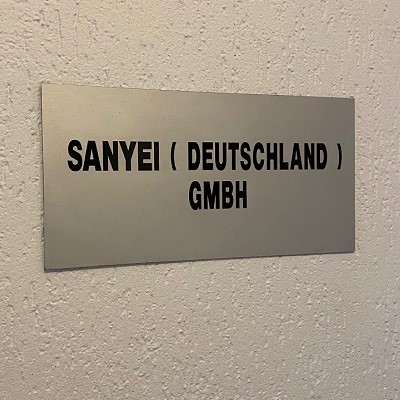 SANYEI ( DEUTSCHLAND )
GMBH